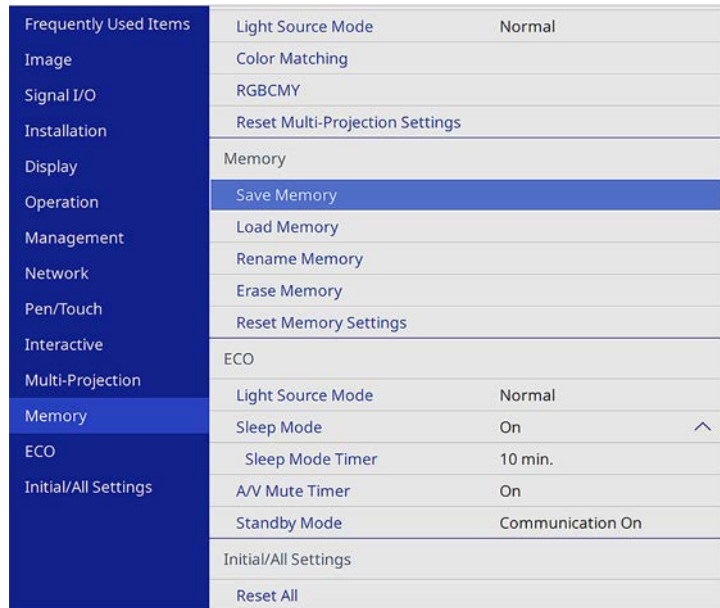 Frequently Used Items
Image
Signal I/O
Installation
Display
Operation
Management
Network
Pen/Touch
Interactive
Multi-Projection
Memory
ECO
Initial/All Settings
Light Source Mode Normal
Color Matching
RGBCMY
Reset Multi-Projection Settings
Memory
Save Memory
Load Memory
Rename Memory
Erase Memory
Reset Memory Settings
ECO
Light Source Mode Normal
Sleep Mode On
Sleep Mode Timer 10 min.
A/V Mute Timer On
Standby Mode Communication On
Initial/All Settings
Reset All